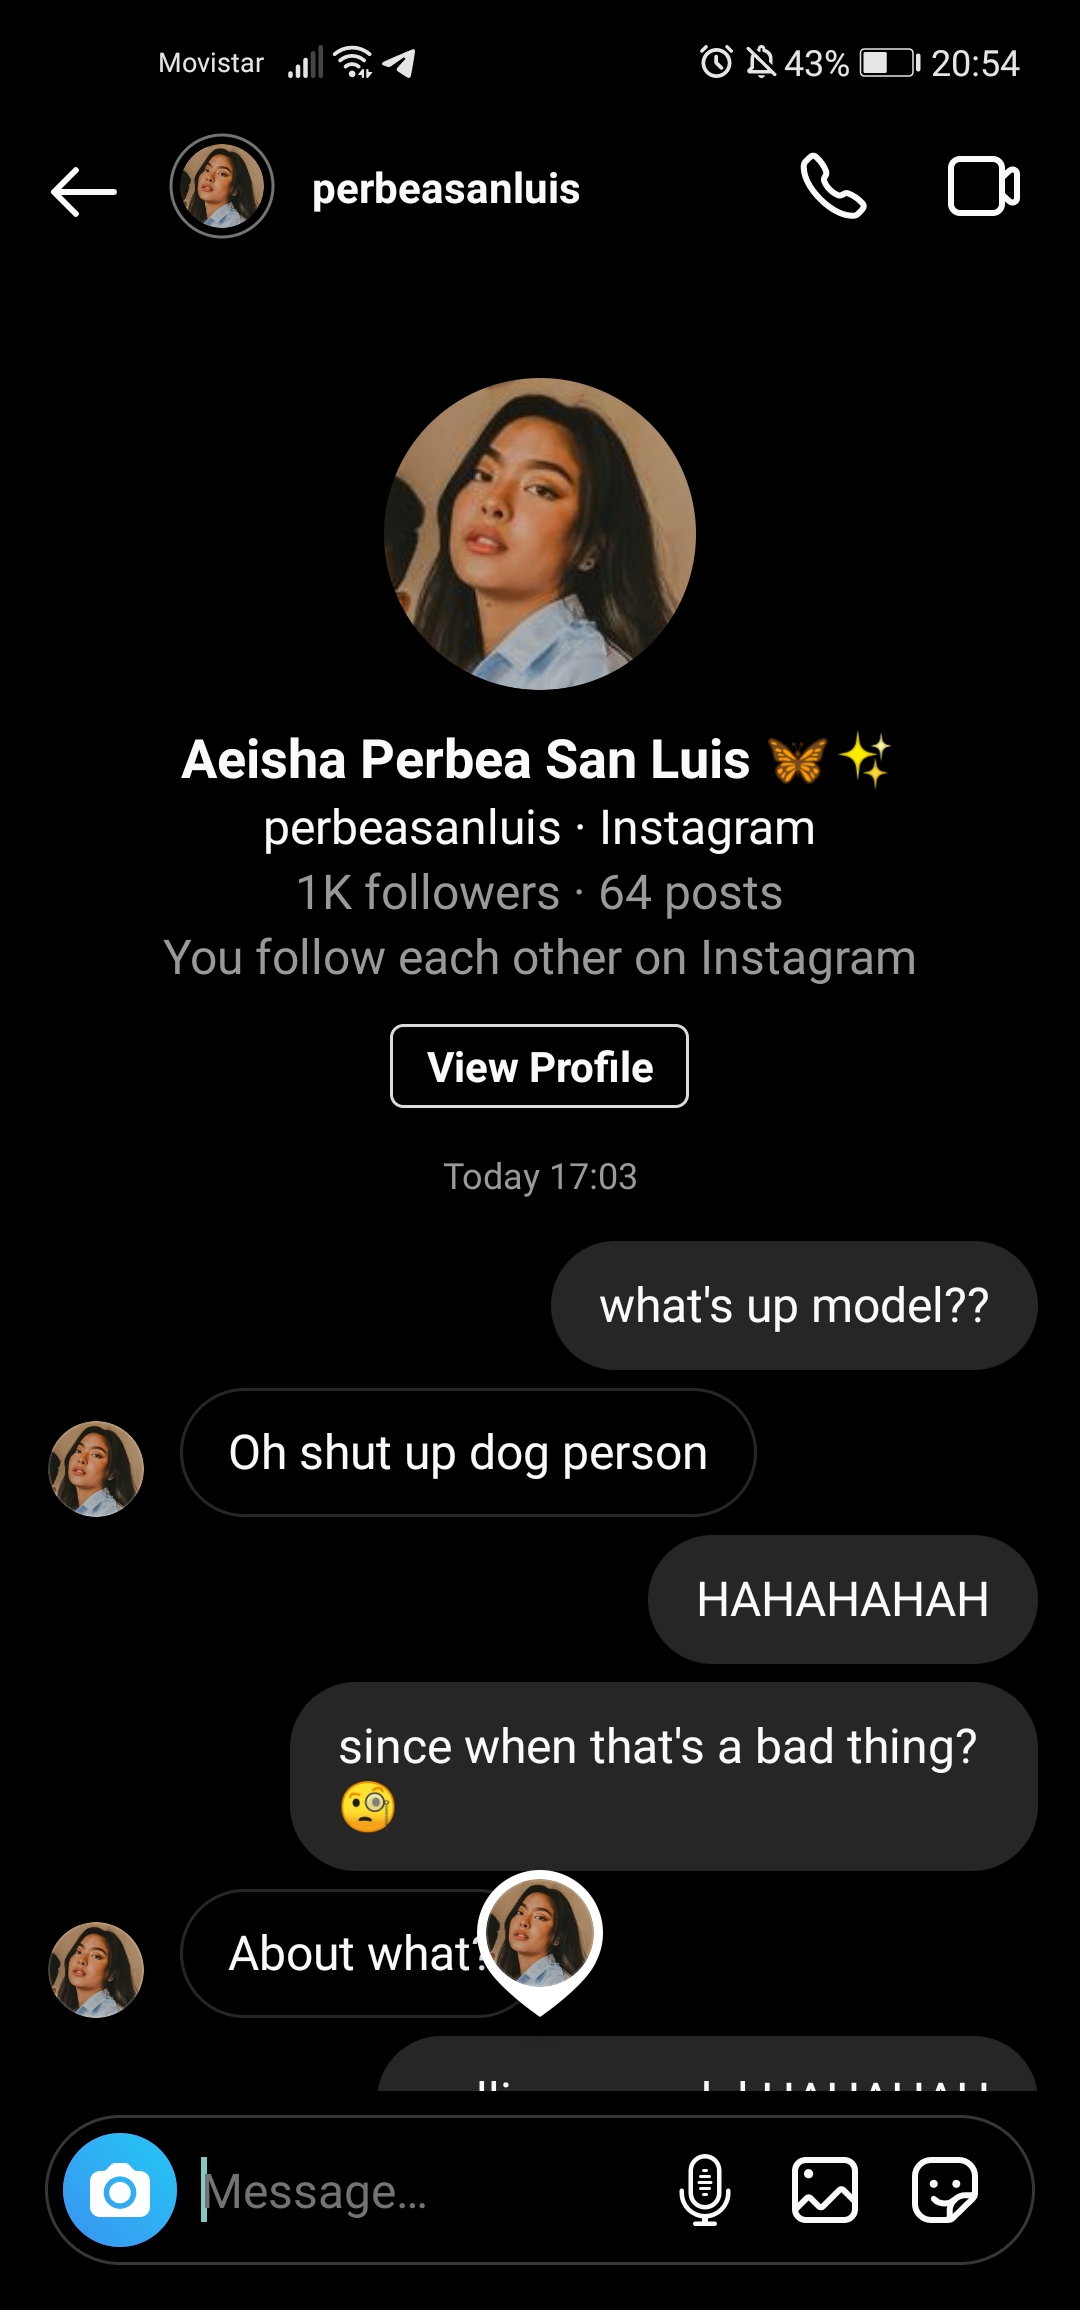 Movistar 43% 20:54
perbeasanluis
Aeisha Perbea San Luis 🦋✨
perbeasanluis · Instagram
1K followers · 64 posts
You follow each other on Instagram
View Profile
Today 17:03
what's up model??
Oh shut up dog person
HAHAHAHAH
since when that's a bad thing?
🧐
About what?
HAHAHAH
Message...